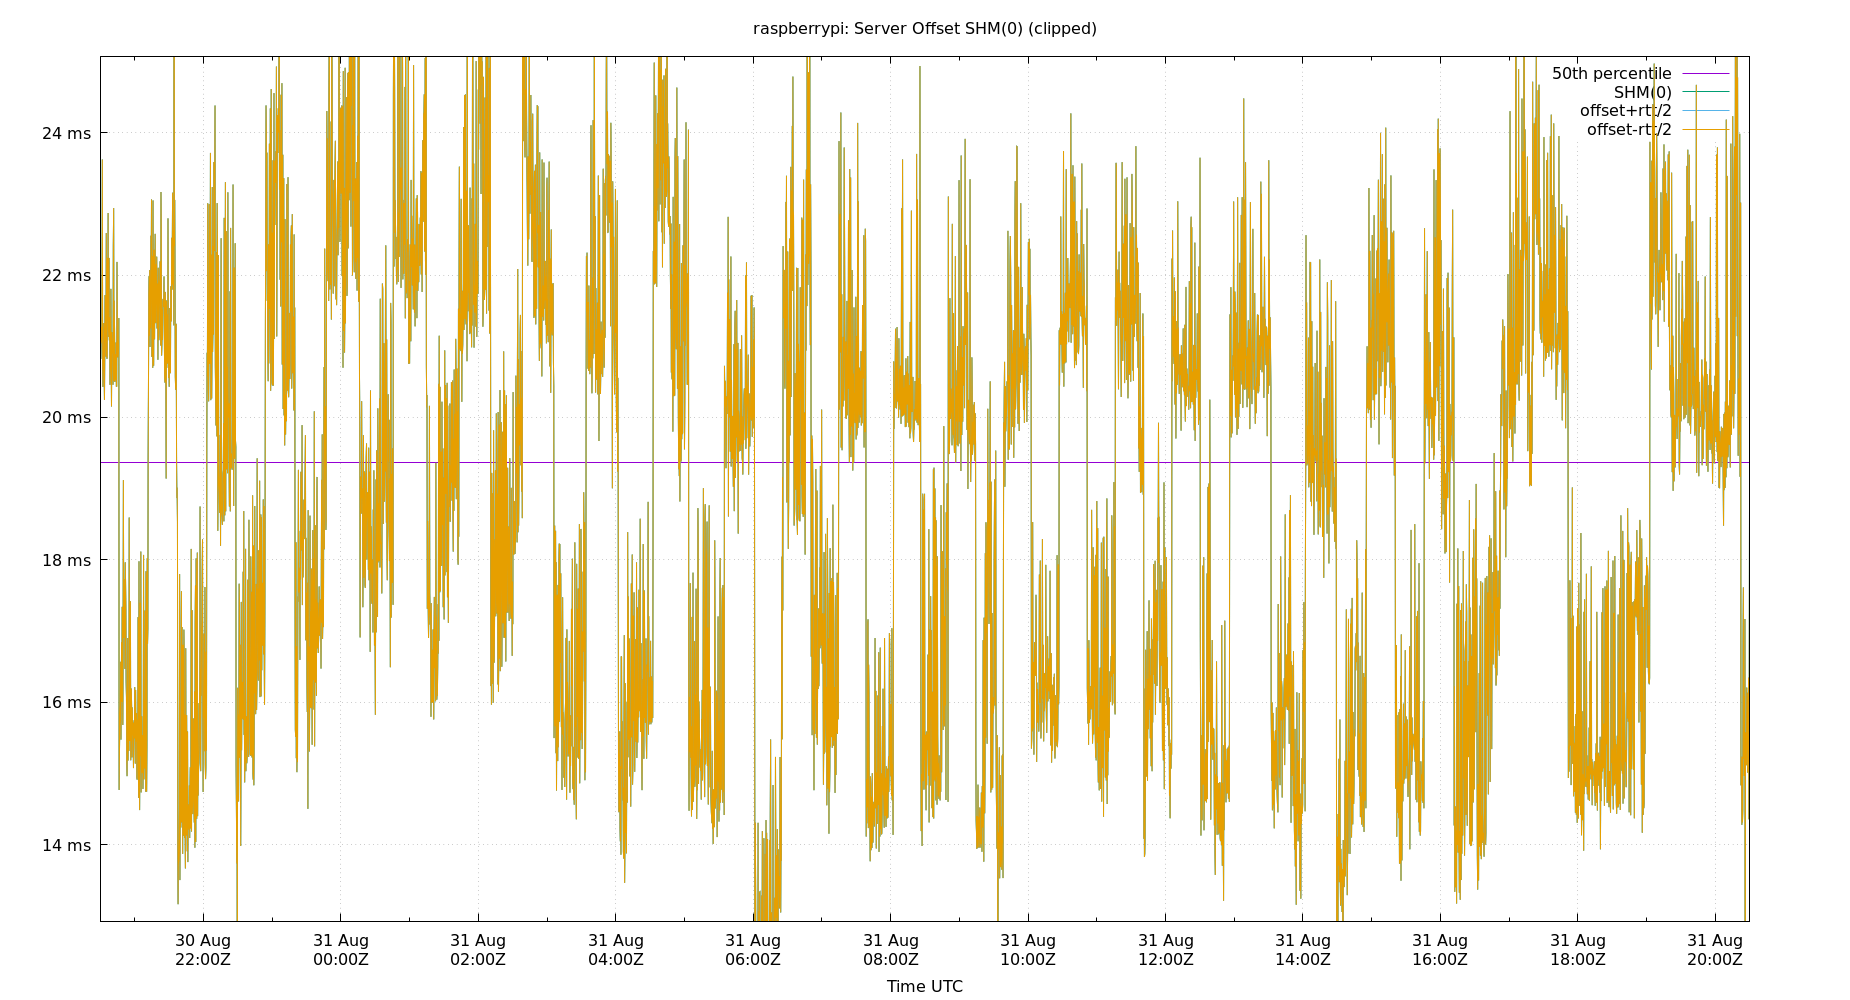 raspberrypi: Server Offset SHM(0) (clipped)
50th percentile
SHM(0)
offset+rtt/2
offset-rtt/2
24 ms
22 ms
20 ms
18 ms
16 ms
14 ms
30 Aug 31 Aug 31 Aug 31 Aug 31 Aug 31 Aug 31 Aug 31 Aug 31 Aug 31 Aug 31 Aug 31 Aug
22:00Z 00:00Z 02:00Z 04:00Z 06:00Z 08:00Z 10:00Z 12:00Z 14:00Z 16:00Z 18:00Z 20:00Z
Time UTC